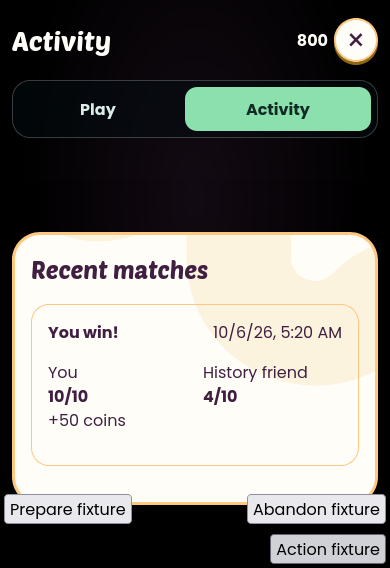 Activity
800 ✕
Play Activity
Recent matches
You win! 10/6/26, 5:20 AM
You History friend
10/10 4/10
+50 coins
Prepare fixture Abandon fixture
Action fixture